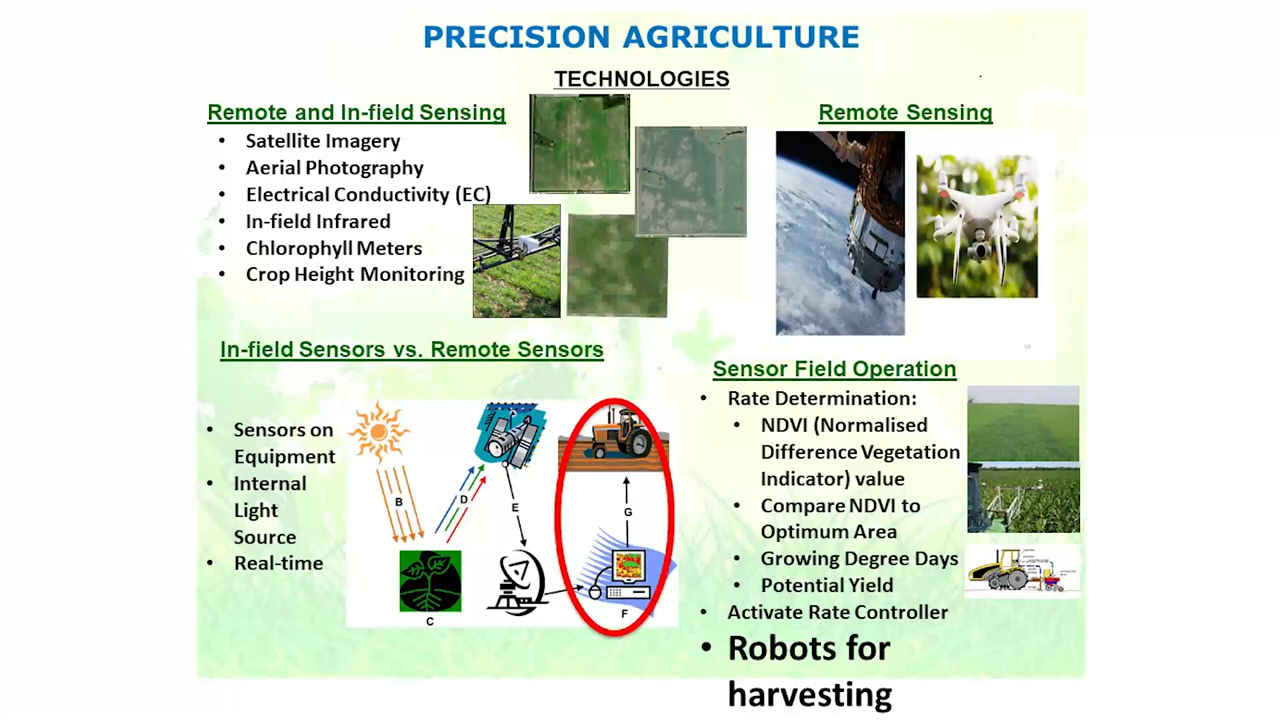 PRECISION AGRICULTURE
TECHNOLOGIES
Remote and In-field Sensing
• Satellite Imagery
• Aerial Photography
• Electrical Conductivity (EC)
• In-field Infrared
• Chlorophyll Meters
• Crop Height Monitoring
Remote Sensing
In-field Sensors vs. Remote Sensors
• Sensors on
Equipment
• Internal
Light
Source
• Real-time
B
D
E
G
C
F
Sensor Field Operation
• Rate Determination:
• NDVI (Normalised
Difference Vegetation
Indicator) value
• Compare NDVI to
Optimum Area
• Growing Degree Days
• Potential Yield
• Activate Rate Controller
• Robots for
harvesting